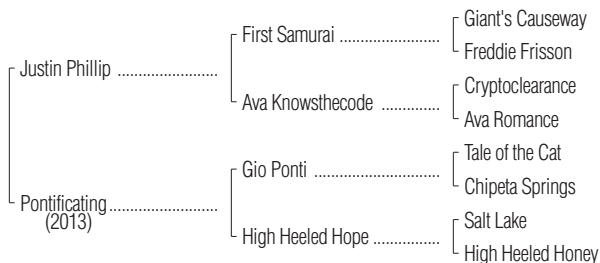 Giant's Causeway
First Samurai ......................
Freddie Frisson
Justin Phillip ......................
Cryptoclearance
Ava Knowsthecode .............
Ava Romance
Tale of the Cat
Gio Ponti ............................
Chipeta Springs
Pontificating........................
(2013)
Salt Lake
High Heeled Hope...............
High Heeled Honey